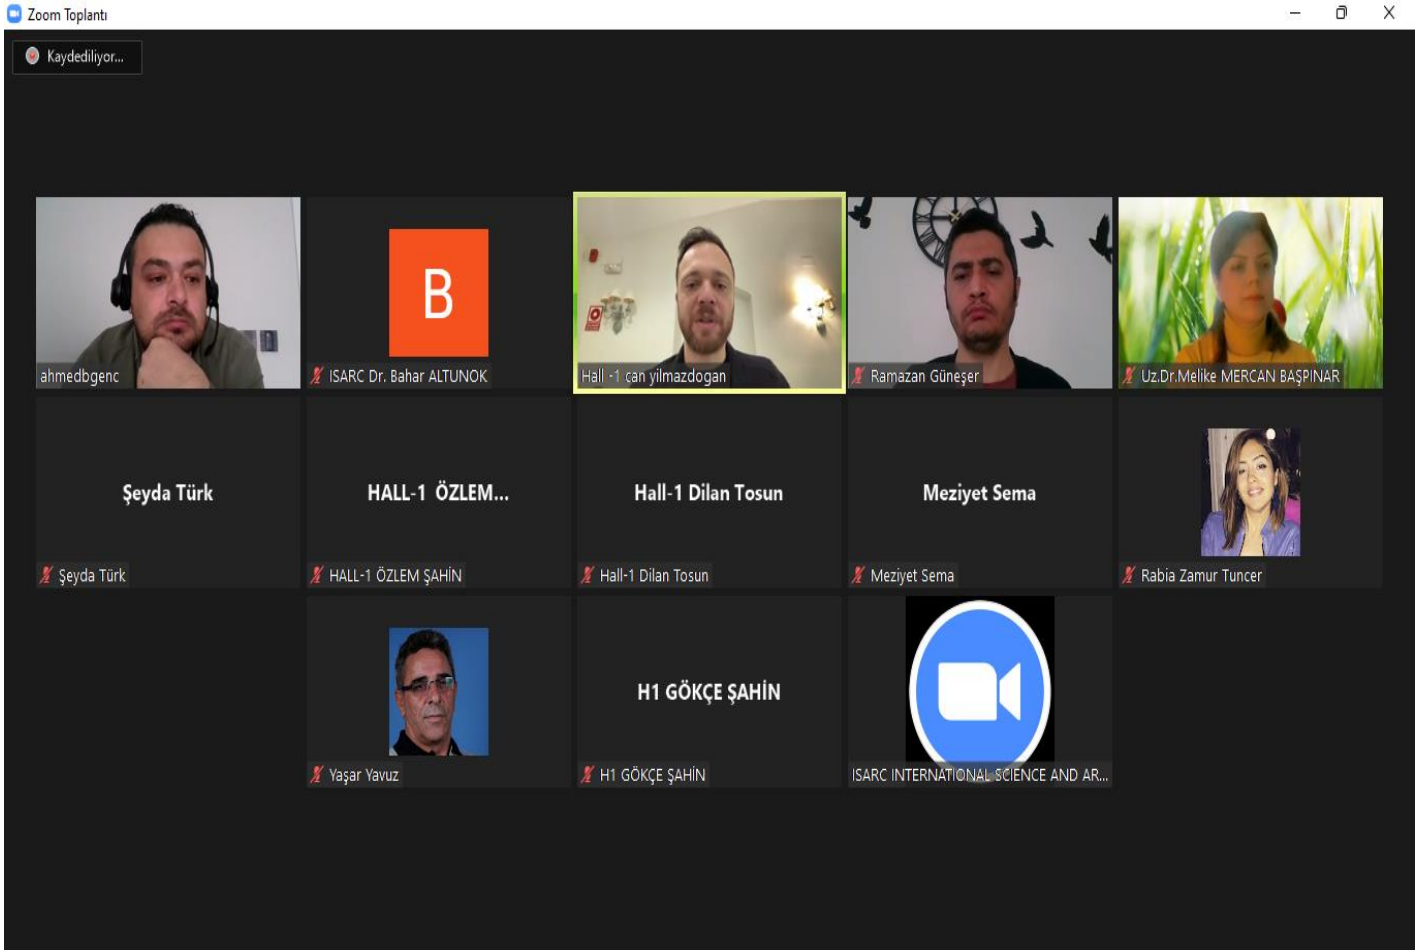 Zoom Toplantı
Kaydediliyor...
B
ahmedbgenc
ISARC Dr. Bahar ALTUNOK
Hall -1 can yilmazdogan
Ramazan Güneşer
Uz.Dr.Melike MERCAN BAŞPINAR
Şeyda Türk
HALL-1 ÖZLEM...
Hall-1 Dilan Tosun
Meziyet Sema
Şeyda Türk
HALL-1 ÖZLEM ŞAHİN
Hall-1 Dilan Tosun
Meziyet Sema
Rabia Zamur Tuncer
H1 GÖKÇE ŞAHİN
Yaşar Yavuz
H1 GÖKÇE ŞAHİN
ISARC INTERNATIONAL SCIENCE AND AR...